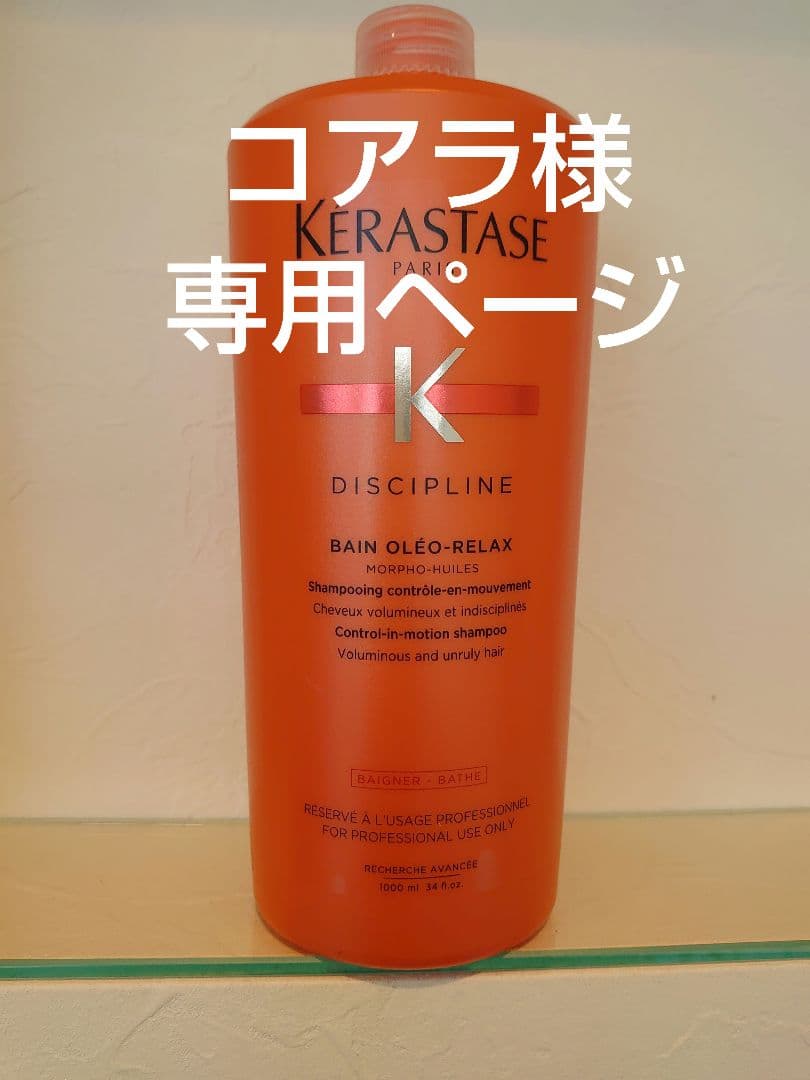 コアラ様
KÉRASTASE
PARIS
専用ページ
K
DISCIPLINE
BAIN OLÉO-RELAX
MORPHO-HUILES
Shampooing contrôle-en-mouvement
Cheveux volumineux et indisciplinés
Control-in-motion shampoo
Voluminous and unruly hair
BAIGNER - BATHE
RÉSERVÉ À L'USAGE PROFESSIONNEL
FOR PROFESSIONAL USE ONLY
RECHERCHE AVANCÉE
1000 ml 34 fl.oz.